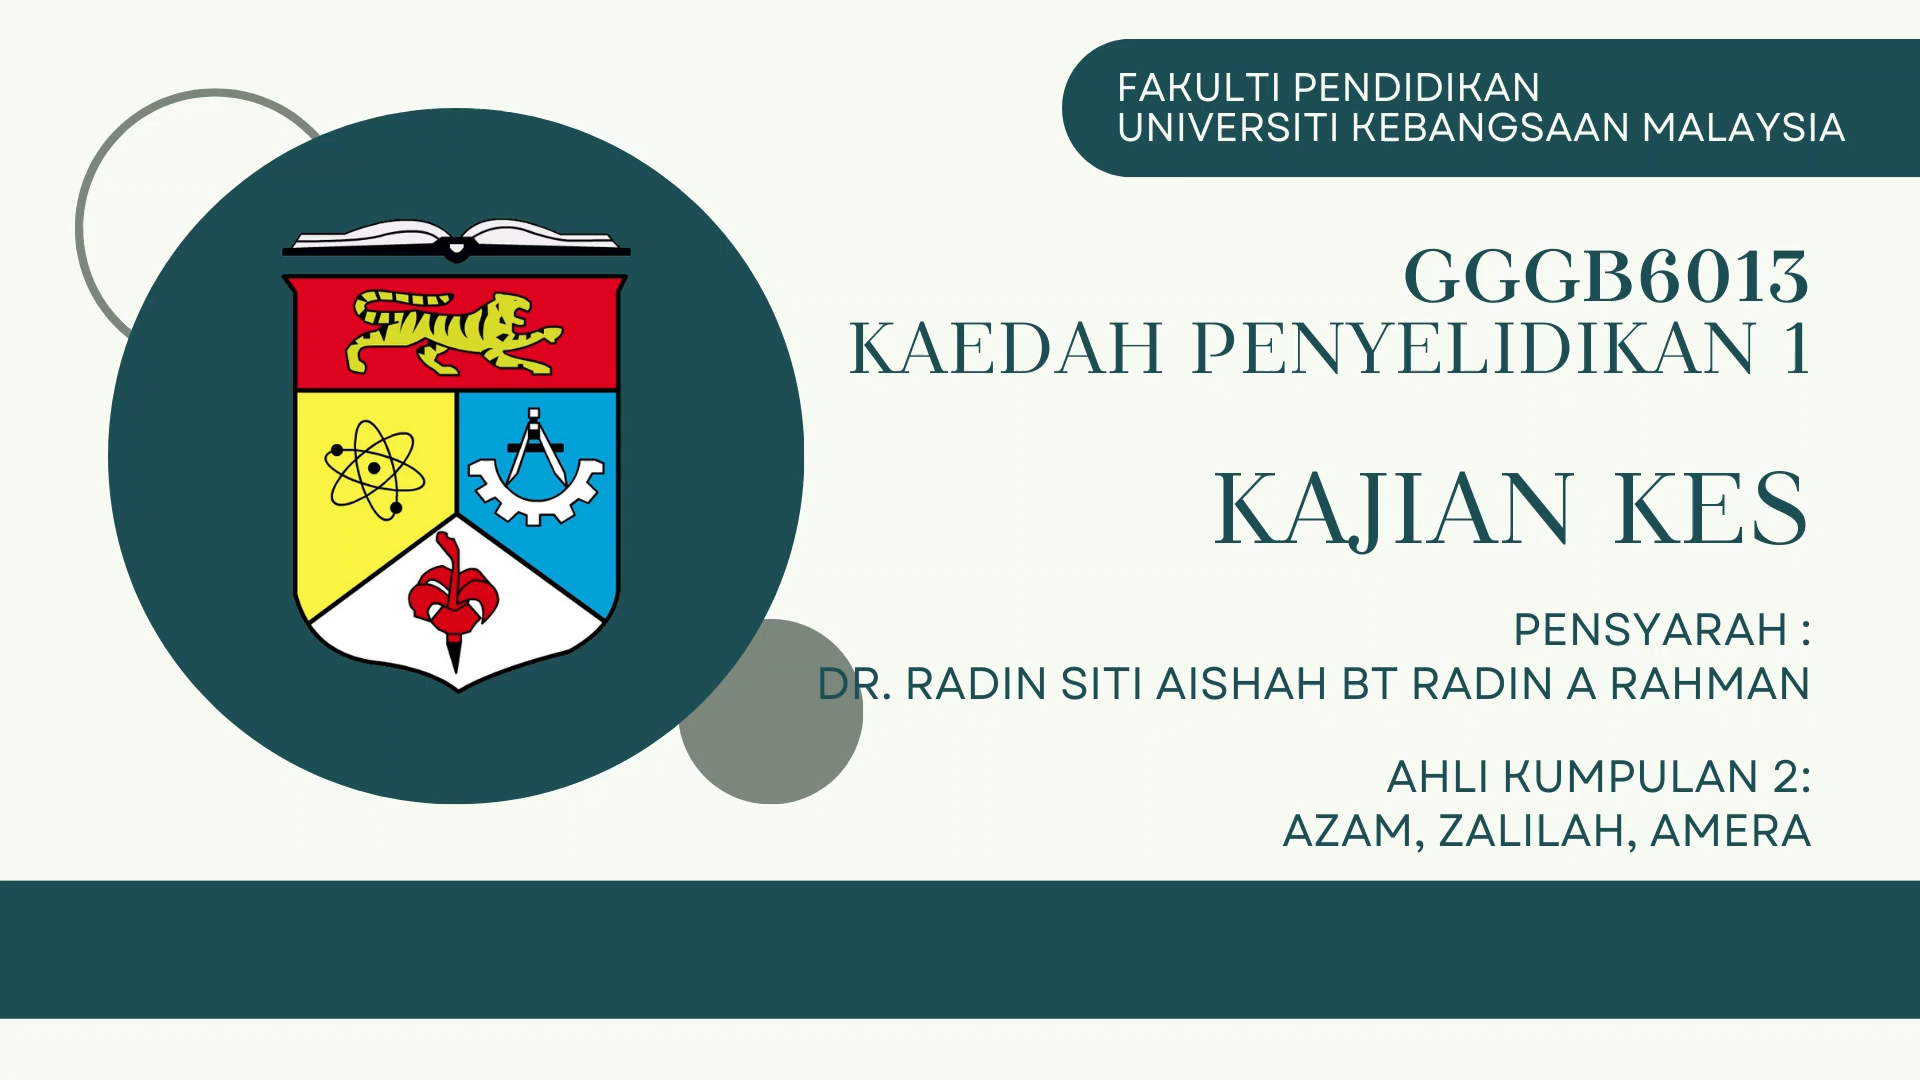 FAKULTI PENDIDIKAN
UNIVERSITI KEBANGSAAN MALAYSIA
GGGB6013
KAEDAH PENYELIDIKAN 1
KAJIAN KES
PENSYARAH :
DR. RADIN SITI AISHAH BT RADIN A RAHMAN
AHLI KUMPULAN 2:
AZAM, ZALILAH, AMERA